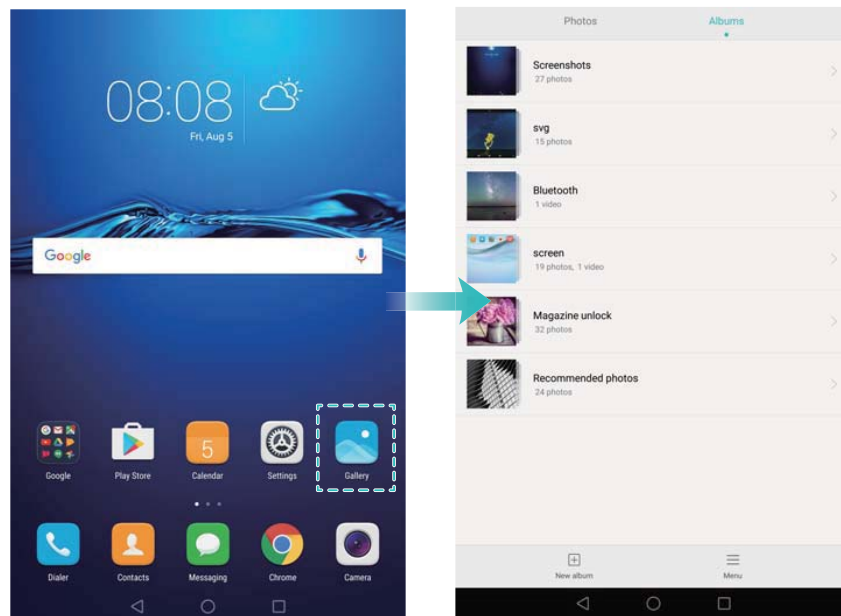 08:08
Fri, Aug 5
Google
5
Google
Play Store
Calendar
Settings
Gallery
Dialer
Contacts
Messaging
Chrome
Camera
Photos
Albums
Screenshots
27 photos
svg
15 photos
Bluetooth
1 video
screen
19 photos, 1 video
Magazine unlock
32 photos
Recommended photos
24 photos
New album
Menu